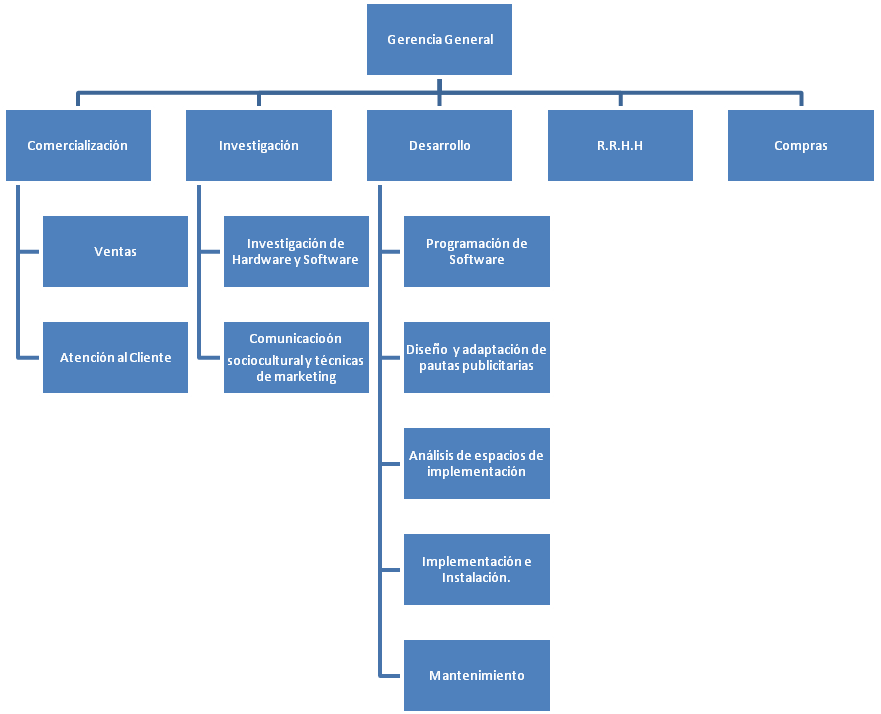 Gerencia General
Comercialización
Investigación
Desarrollo
R.R.H.H
Compras
Ventas
Atención al Cliente
Investigación de
Hardware y Software
Comunicacioón
sociocultural y técnicas
de marketing
Programación de
Software
Diseño y adaptación de
pautas publicitarias
Análisis de espacios de
implementación
Implementación e
Instalación.
Mantenimiento